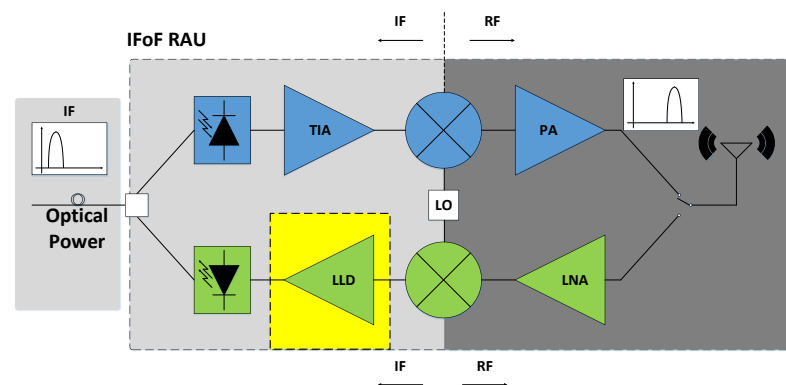 IF RF
IFoF RAU
IF
TIA
PA
Optical
Power
LO
LLD
LNA
IF RF